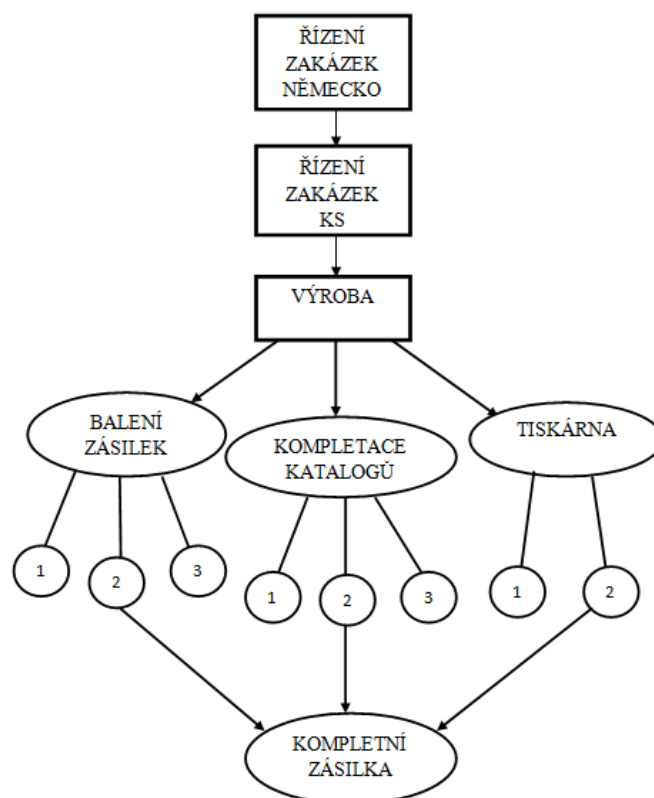 ŘÍZENÍ
ZAKÁZEK
NĚMECKO
ŘÍZENÍ
ZAKÁZEK
KS
VÝROBA
BALENÍ
ZÁSILEK
KOMPLETACE
KATALOGŮ
TISKÁRNA
1
2
3
1
2
3
1
2
KOMPLETNÍ
ZÁSILKA